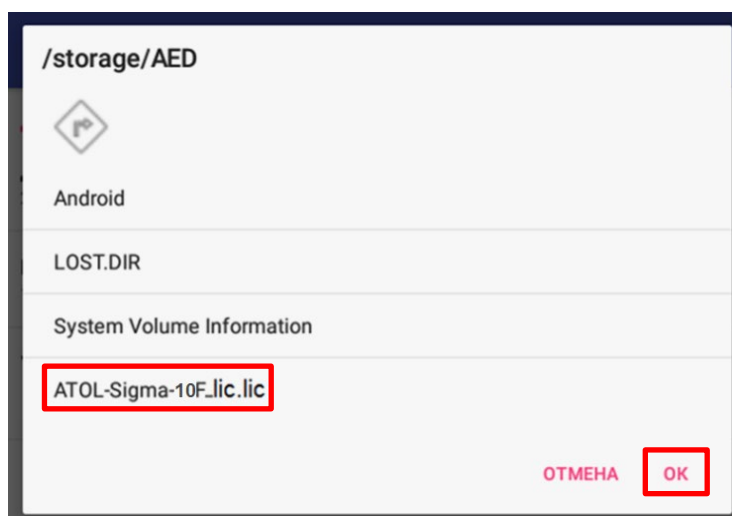 /storage/AED
Android
LOST.DIR
System Volume Information
ATOL-Sigma-10F_lic.lic
ОТМЕНА OK